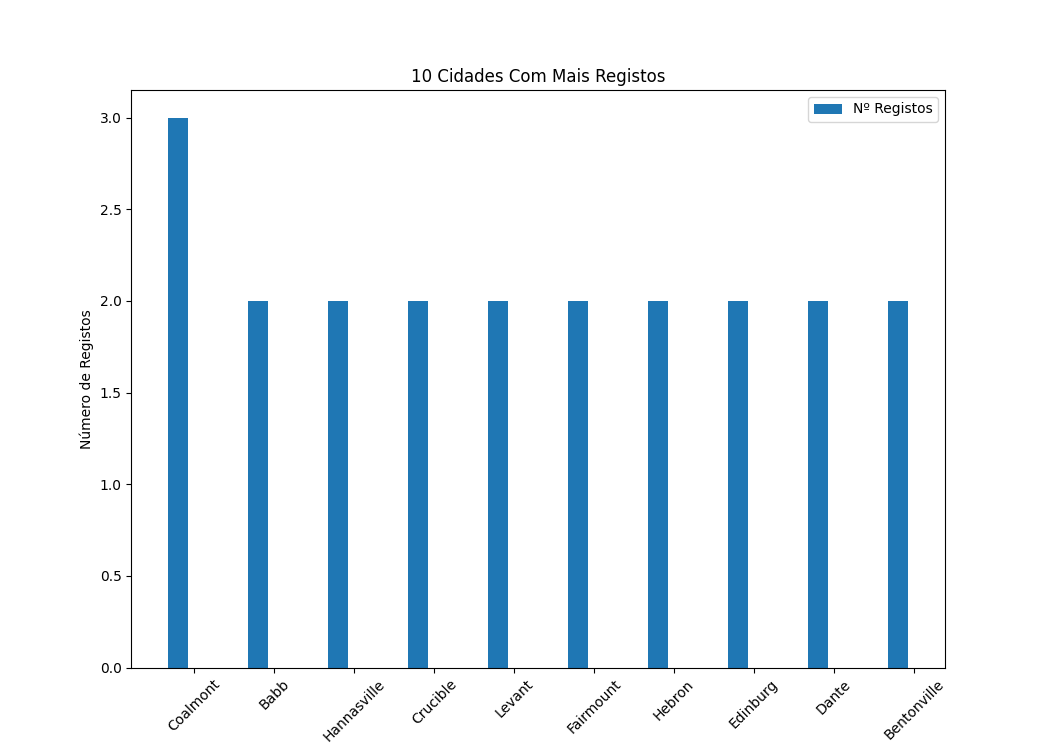 10 Cidades Com Mais Registos
Nº Registos
Número de Registos
3.0
2.5
2.0
1.5
1.0
0.5
0.0
Coalmont
Babb
Hannasville
Crucible
Levant
Fairmount
Hebron
Edinburg
Dante
Bentonville